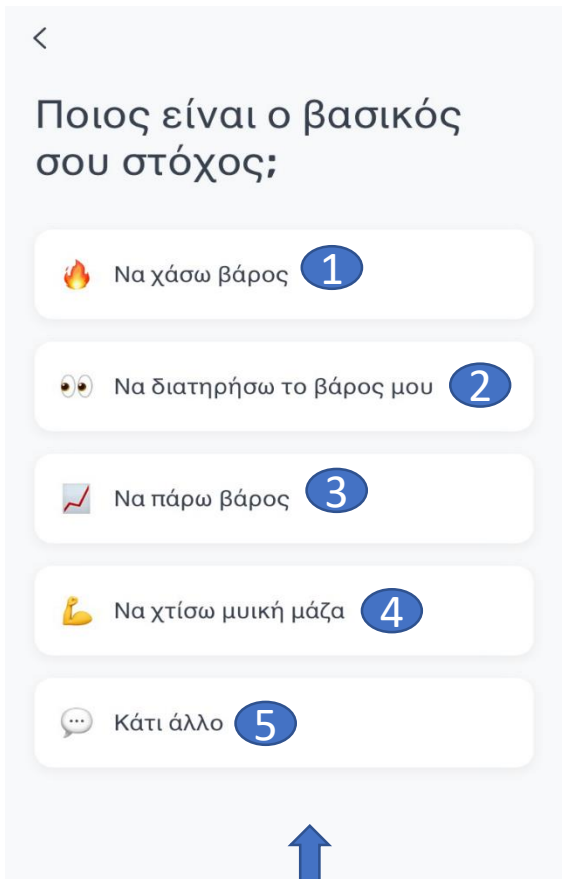 Ποιος είναι ο βασικός
σου στόχος;
Να χάσω βάρος 1
Να διατηρήσω το βάρος μου 2
Να πάρω βάρος 3
Να χτίσω μυική μάζα 4
Κάτι άλλο 5